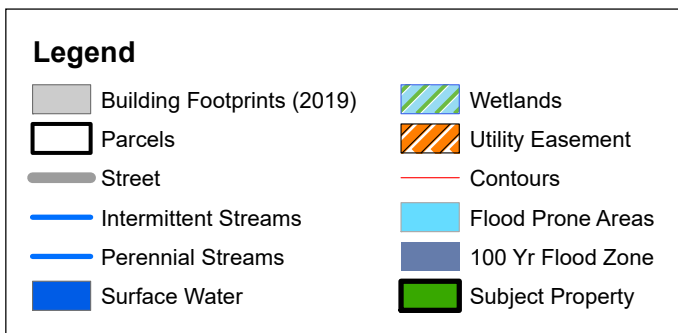 Legend
Building Footprints (2019)
Parcels
Street
Intermittent Streams
Perennial Streams
Surface Water
Wetlands
Utility Easement
Contours
Flood Prone Areas
100 Yr Flood Zone
Subject Property